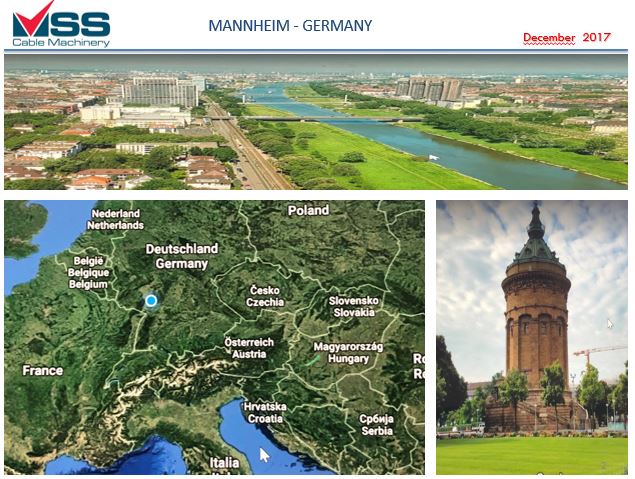 MSS
Cable Machinery
MANNHEIM - GERMANY
December 2017
Nederland
Netherlands
Poland
Deutschland
Germany
België
Belgique
Belgium
Česko
Czechia
Slovensko
Slovakia
Österreich
Austria
Magyarország
Hungary
France
Hrvatska
Croatia
Србија
Serbia
Italia
Italy